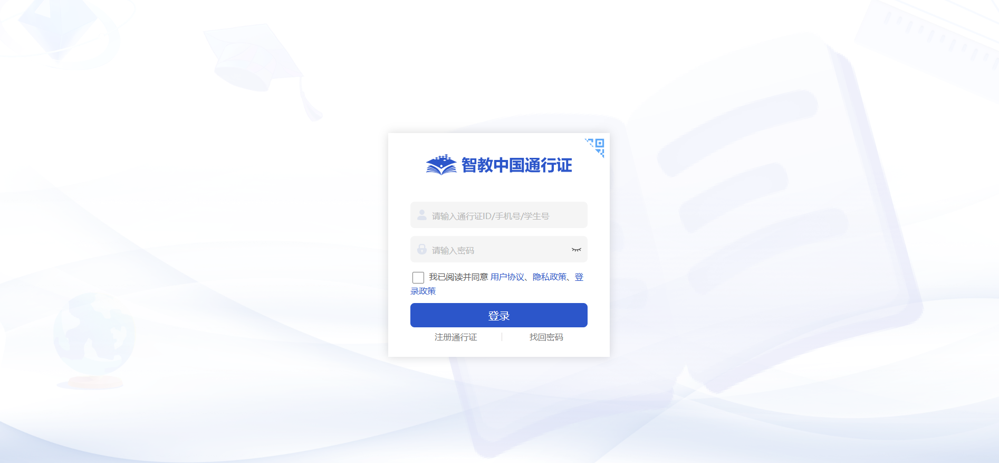 智教中国通行证
请输入通行证ID/手机号/学生号
请输入密码
我已阅读并同意 用户协议、隐私政策、登
录政策
登录
注册通行证
找回密码